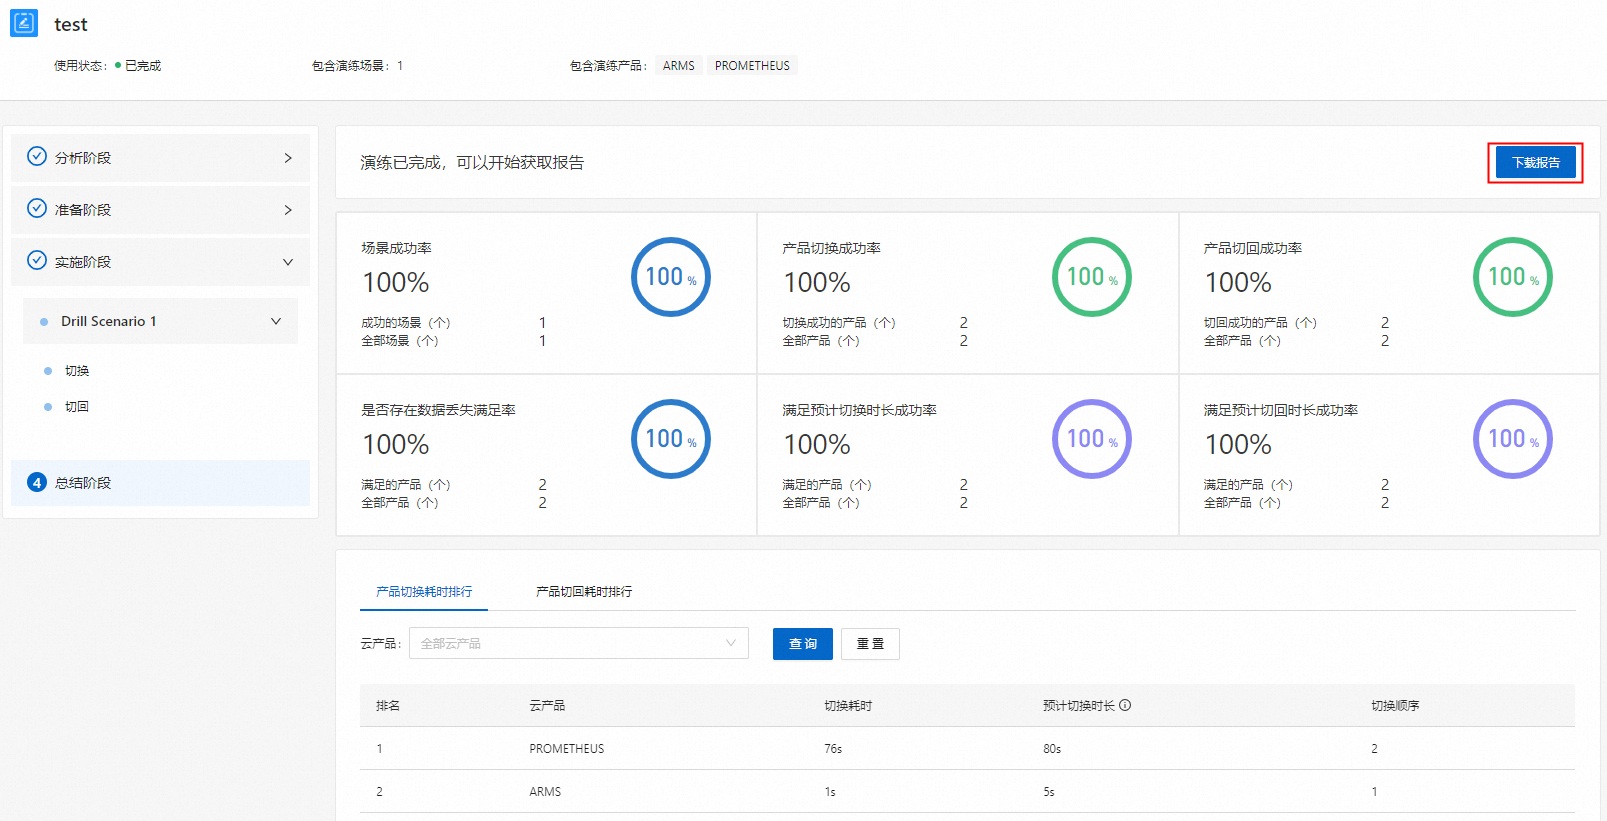 test
使用状态： 已完成 包含演练场景： 1 包含演练产品： ARMS PROMETHEUS
分析阶段
准备阶段
实施阶段
Drill Scenario 1
切换
切回
4 总结阶段
演练已完成，可以开始获取报告 下载报告
场景成功率
100%
100 %
成功的场景（个） 1
全部场景（个） 1
产品切换成功率
100%
100 %
切换成功的产品（个） 2
全部产品（个） 2
产品切回成功率
100%
100 %
切回成功的产品（个） 2
全部产品（个） 2
是否存在数据丢失满足率
100%
100 %
满足的产品（个） 2
全部产品（个） 2
满足预计切换时长成功率
100%
100 %
满足的产品（个） 2
全部产品（个） 2
满足预计切回时长成功率
100%
100 %
满足的产品（个） 2
全部产品（个） 2
产品切换耗时排行 产品切回耗时排行
云产品： 全部云产品 查 询 重 置
排名 云产品 切换耗时 预计切换时长 切换顺序
1 PROMETHEUS 76s 80s 2
2 ARMS 1s 5s 1